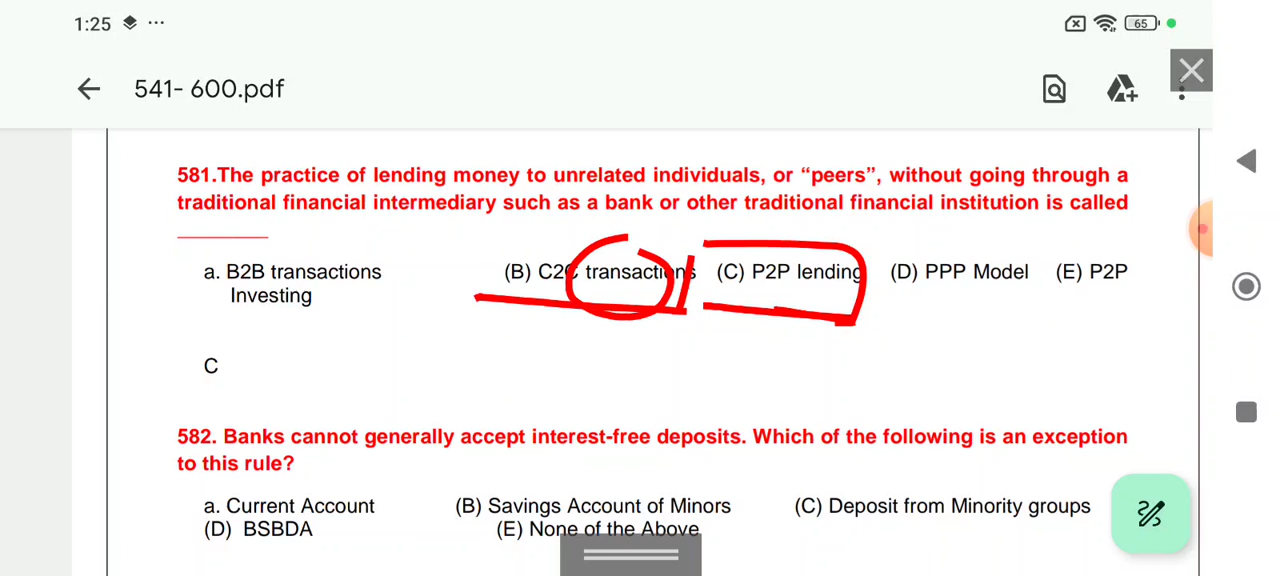 1:25 ...
65
541- 600.pdf
581.The practice of lending money to unrelated individuals, or “peers”, without going through a
traditional financial intermediary such as a bank or other traditional financial institution is called
________
a. B2B transactions (B) C2C transactions (C) P2P lending (D) PPP Model (E) P2P
Investing
C
582. Banks cannot generally accept interest-free deposits. Which of the following is an exception
to this rule?
a. Current Account (B) Savings Account of Minors (C) Deposit from Minority groups
(D) BSBDA (E) None of the Above